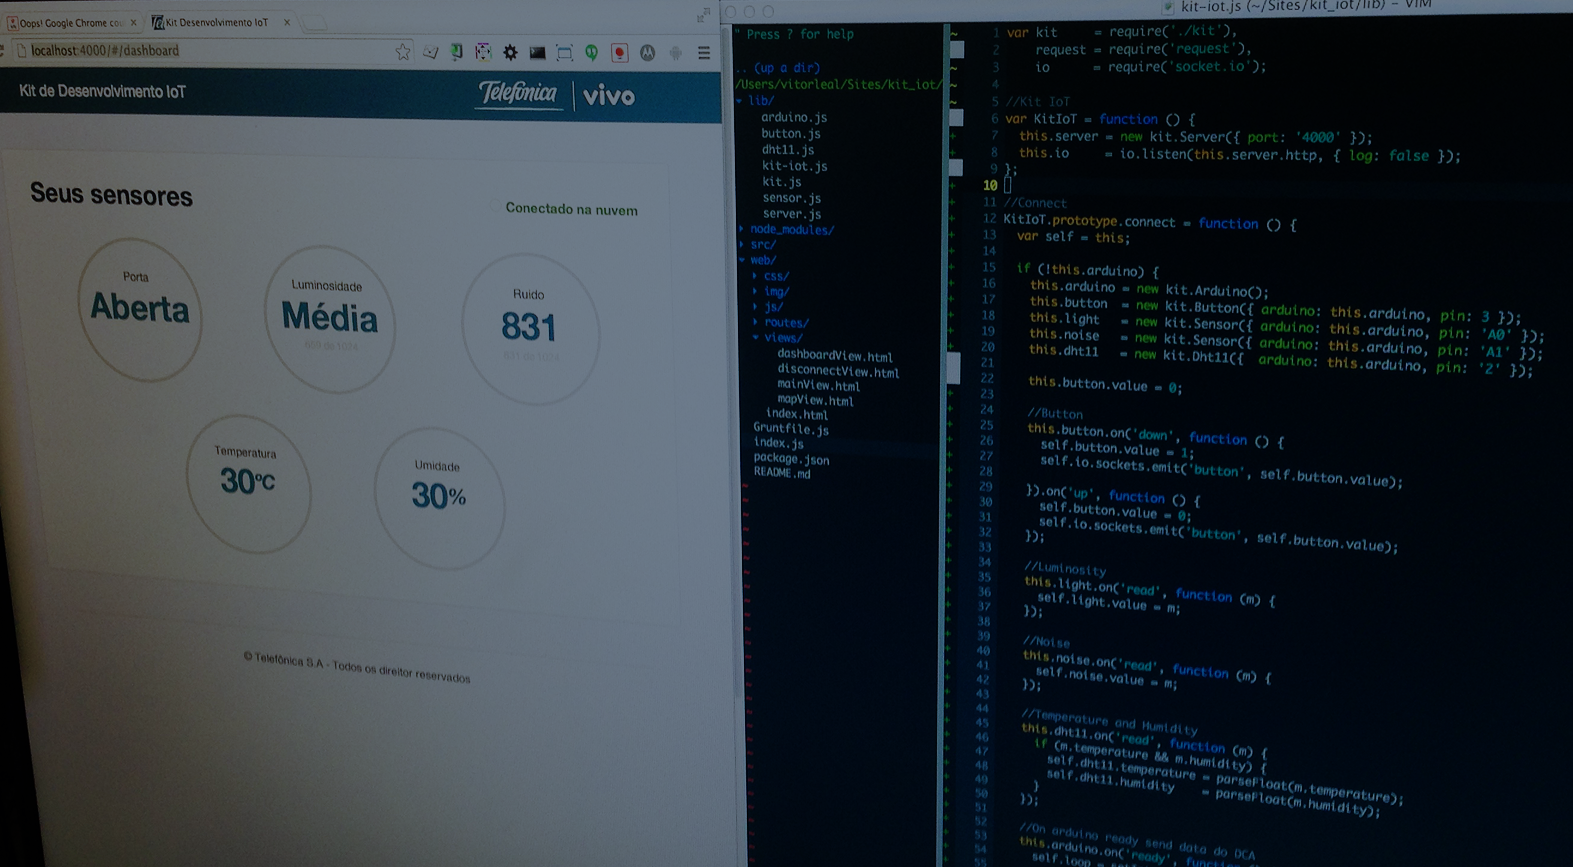 Oops! Google Chrome cou
Kit Desenvolvimento IoT
localhost:4000/#/dashboard
Kit de Desenvolvimento IoT
Telefónica
vivo
Seus sensores
Conectado na nuvem
Porta
Aberta
Luminosidade
Média
Ruido
831
Temperatura
30ºC
Umidade
30%
© Telefônica S.A - Todos os direitor reservados
kit-iot.js (~/Sites/kit_iot/lib) - VIM
" Press ? for help
.. (up a dir)
/Users/vitorleal/Sites/kit_iot/
lib/
arduino.js
button.js
dht11.js
kit-iot.js
kit.js
sensor.js
server.js
node_modules/
src/
web/
css/
img/
js/
routes/
views/
dashboardView.html
disconnectView.html
mainView.html
mapView.html
index.html
Gruntfile.js
index.js
package.json
README.md
1 var kit = require('./kit'),
2 request = require('request'),
3 io = require('socket.io');
4
5 //Kit IoT
6 var KitIoT = function () {
7 this.server = new kit.Server({ port: '4000' });
8 this.io = io.listen(this.server.http, { log: false });
9 };
10
11 //Connect
12 KitIoT.prototype.connect = function () {
13 var self = this;
14
15 if (!this.arduino) {
16 this.arduino = new kit.Arduino();
17 this.button = new kit.Button({ arduino: this.arduino, pin: 3 });
18 this.light = new kit.Sensor({ arduino: this.arduino, pin: 'A0' });
19 this.noise = new kit.Sensor({ arduino: this.arduino, pin: 'A1' });
20 this.dht11 = new kit.Dht11({ arduino: this.arduino, pin: '2' });
21
22 this.button.value = 0;
23
24 //Button
25 this.button.on('down', function () {
26 self.button.value = 1;
27 self.io.sockets.emit('button', self.button.value);
28
29 }).on('up', function () {
30 self.button.value = 0;
31 self.io.sockets.emit('button', self.button.value);
32 });
33
34 //Luminosity
35 this.light.on('read', function (m) {
36 self.light.value = m;
37 });
38
39 //Noise
40 this.noise.on('read', function (m) {
41 self.noise.value = m;
42 });
43
44 //Temperature and Humidity
45 this.dht11.on('read', function (m) {
46 if (m.temperature && m.humidity) {
47 self.dht11.temperature = parseFloat(m.temperature);
48 self.dht11.humidity = parseFloat(m.humidity);
49 }
50 });
51
52 //On arduino ready send data do DCA
53 this.arduino.on('ready', function
54 self.loop =
55